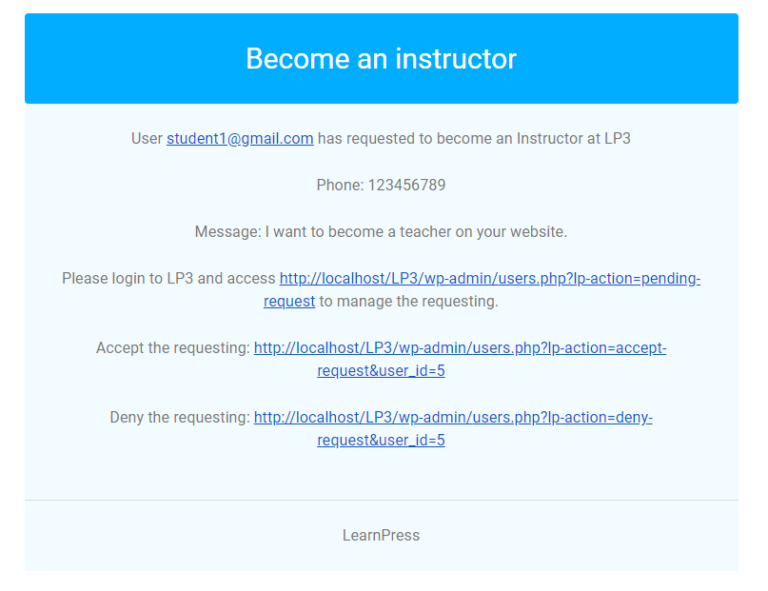 Become an instructor
User student1@gmail.com has requested to become an Instructor at LP3
Phone: 123456789
Message: I want to become a teacher on your website.
Please login to LP3 and access http://localhost/LP3/wp-admin/users.php?lp-action=pending-
request to manage the requesting.
Accept the requesting: http://localhost/LP3/wp-admin/users.php?lp-action=accept-
request&user_id=5
Deny the requesting: http://localhost/LP3/wp-admin/users.php?lp-action=deny-
request&user_id=5
LearnPress